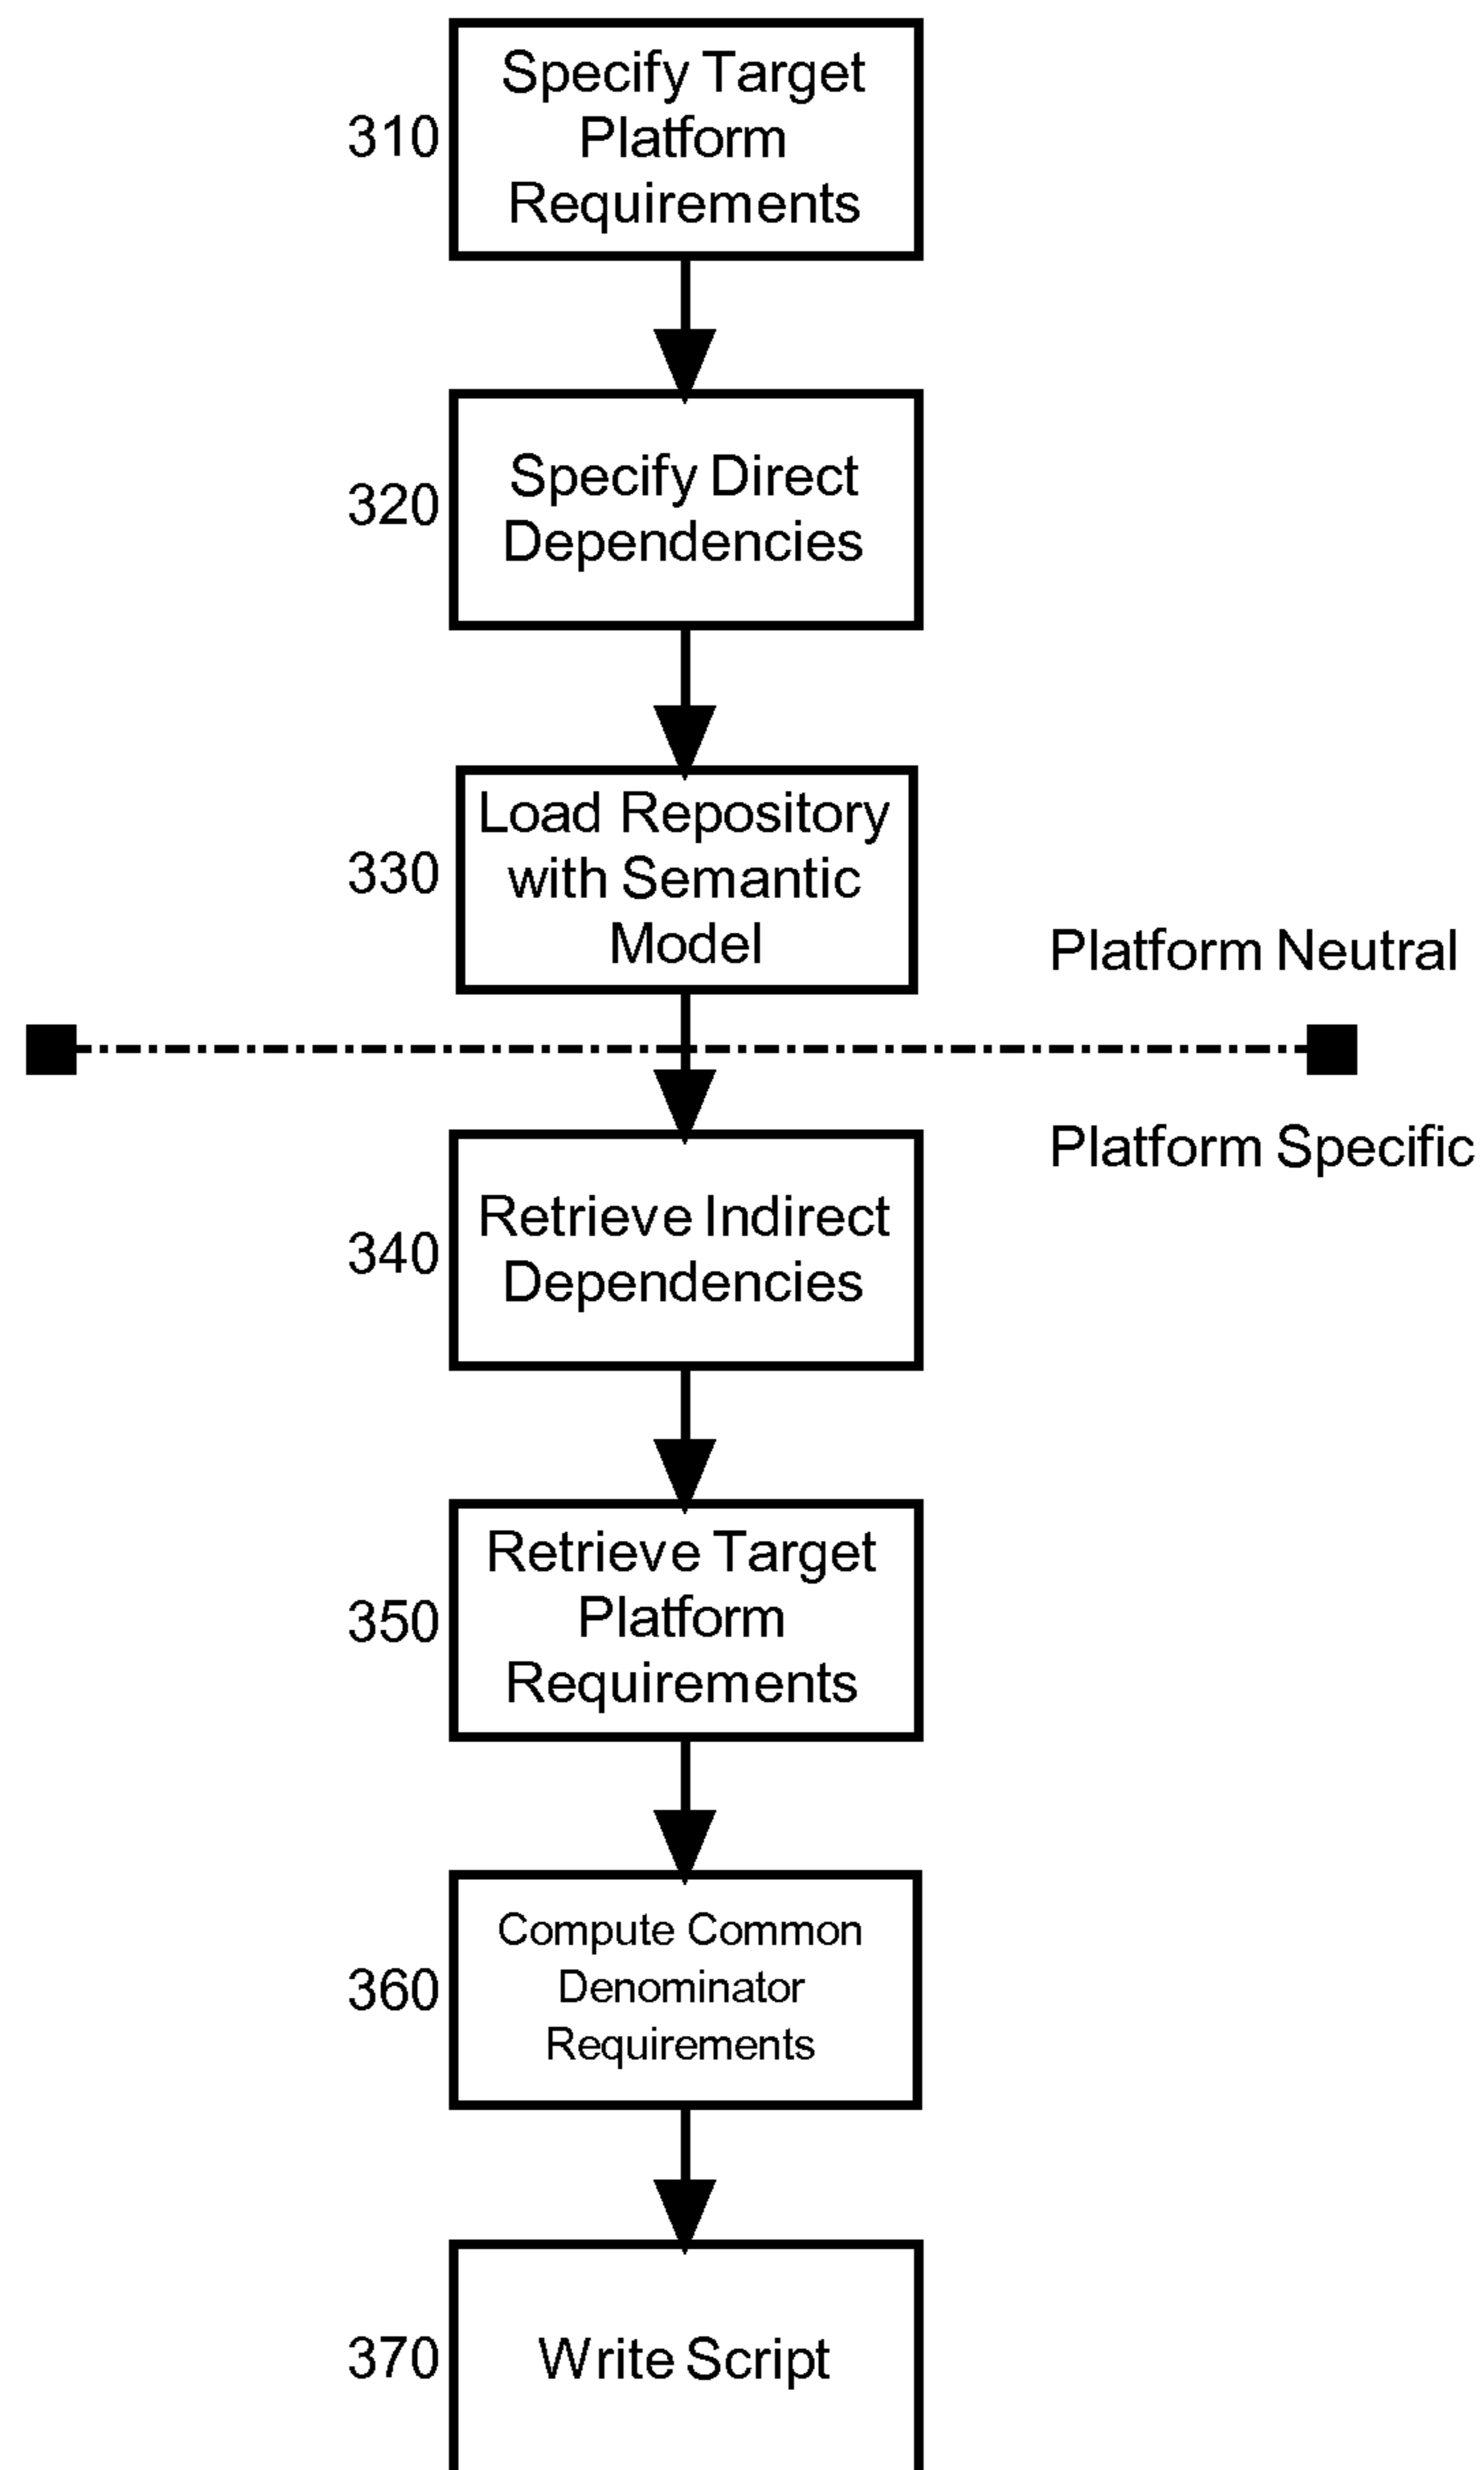 310
Specify Target
Platform
Requirements
320
Specify Direct
Dependencies
330
Load Repository
with Semantic
Model
Platform Neutral
Platform Specific
340
Retrieve Indirect
Dependencies
350
Retrieve Target
Platform
Requirements
360
Compute Common
Denominator
Requirements
370
Write Script